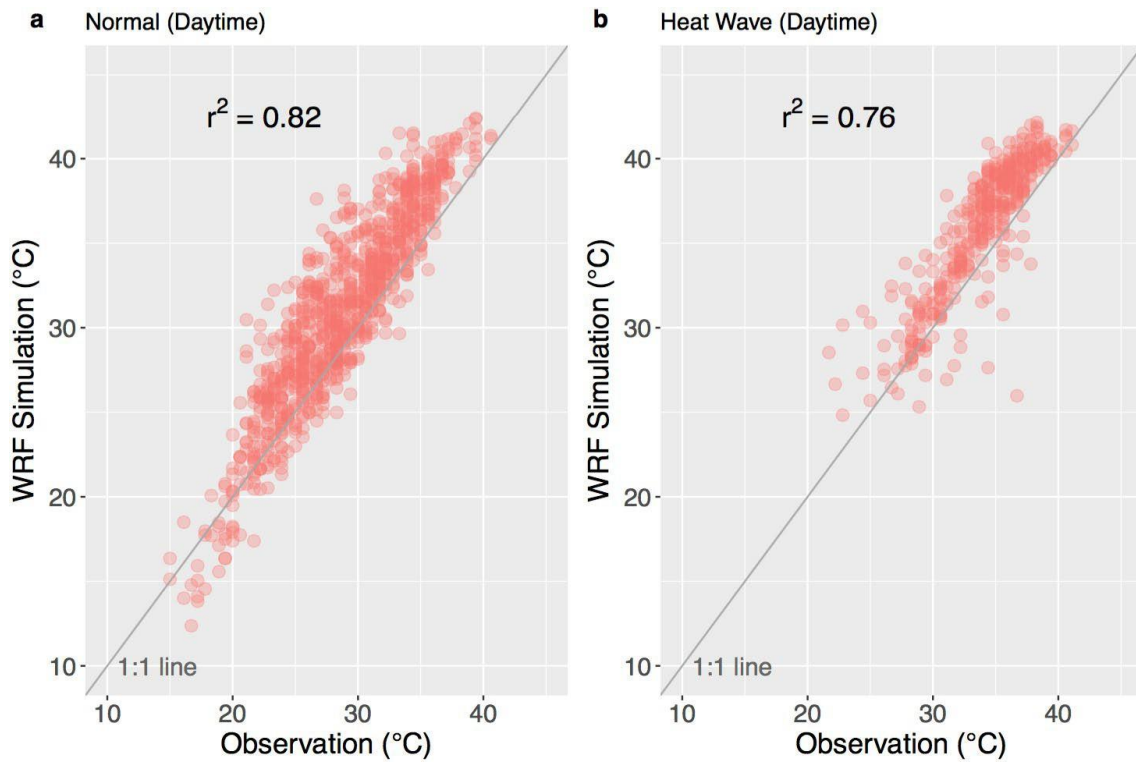 a Normal (Daytime)
r² = 0.82
WRF Simulation (°C)
40
30
20
10
1:1 line
10 20 30 40
Observation (°C)
b Heat Wave (Daytime)
r² = 0.76
WRF Simulation (°C)
40
30
20
10
1:1 line
10 20 30 40
Observation (°C)